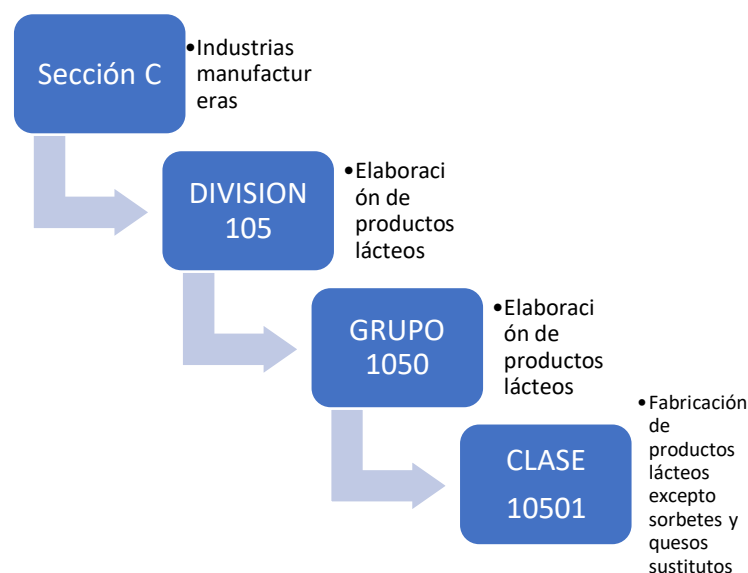 Sección C
•Industrias
manufactur
eras
DIVISION
105
•Elaboraci
ón de
productos
lácteos
GRUPO
1050
•Elaboraci
ón de
productos
lácteos
CLASE
10501
•Fabricación
de
productos
lácteos
excepto
sorbetes y
quesos
sustitutos